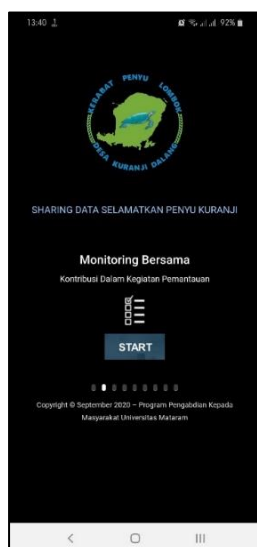 13:40
92%
KERABAT PENYU LOMBOK
DESA KURANJI DALANG
SHARING DATA SELAMATKAN PENYU KURANJI
Monitoring Bersama
Kontribusi Dalam Kegiatan Pemantauan
START
Copyright © September 2020 – Program Pengabdian Kepada
Masyarakat Universitas Mataram